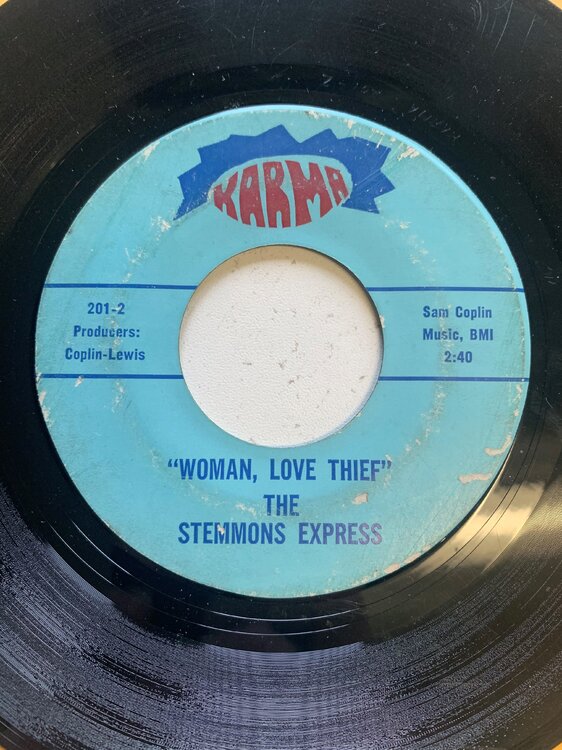 KARMA
201-2
Producers:
Coplin-Lewis
Sam Coplin
Music, BMI
2:40
"WOMAN, LOVE THIEF"
THE
STEMMONS EXPRESS